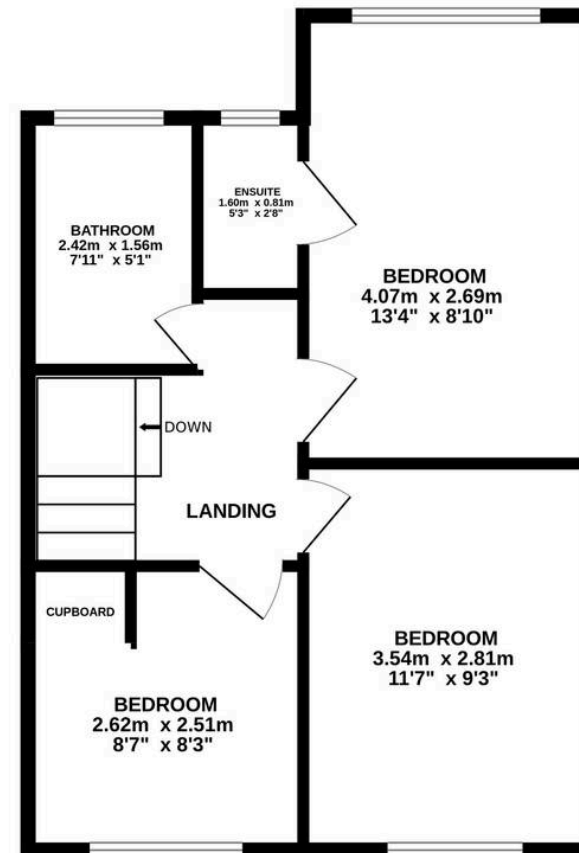 ENSUITE
1.60m x 0.81m
5'3" x 2'8"
BATHROOM
2.42m x 1.56m
7'11" x 5'1"
BEDROOM
4.07m x 2.69m
13'4" x 8'10"
DOWN
LANDING
CUPBOARD
BEDROOM
3.54m x 2.81m
11'7" x 9'3"
BEDROOM
2.62m x 2.51m
8'7" x 8'3"